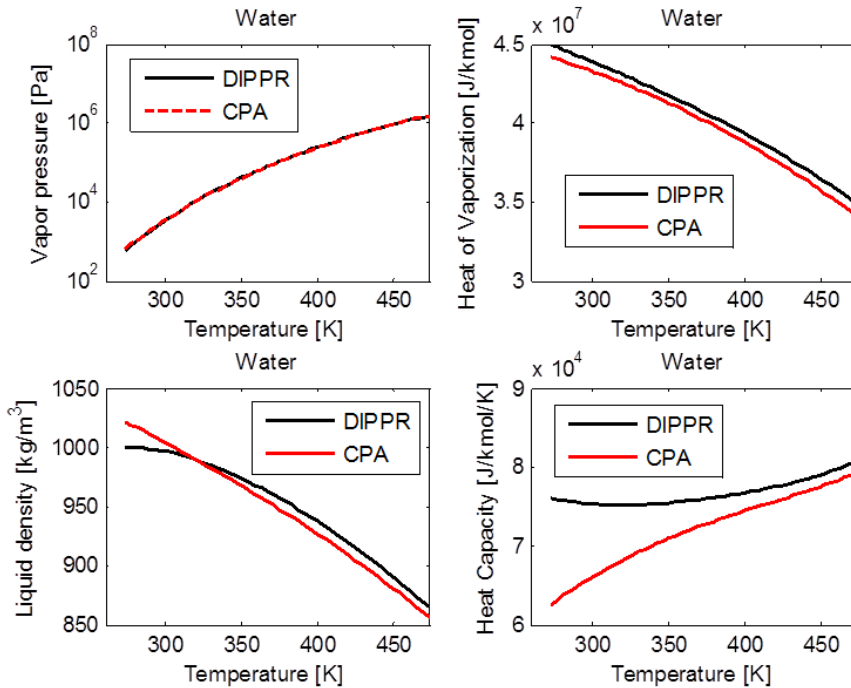 Water
Vapor pressure [Pa]
10^8
10^6
10^4
10^2
DIPPR
CPA
300 350 400 450
Temperature [K]
x 10^7
Water
Heat of Vaporization [J/kmol]
4.5
4
3.5
3
DIPPR
CPA
300 350 400 450
Temperature [K]
Water
Liquid density [kg/m^3]
1050
1000
950
900
850
DIPPR
CPA
300 350 400 450
Temperature [K]
x 10^4
Water
Heat Capacity [J/kmol/K]
9
8
7
6
DIPPR
CPA
300 350 400 450
Temperature [K]